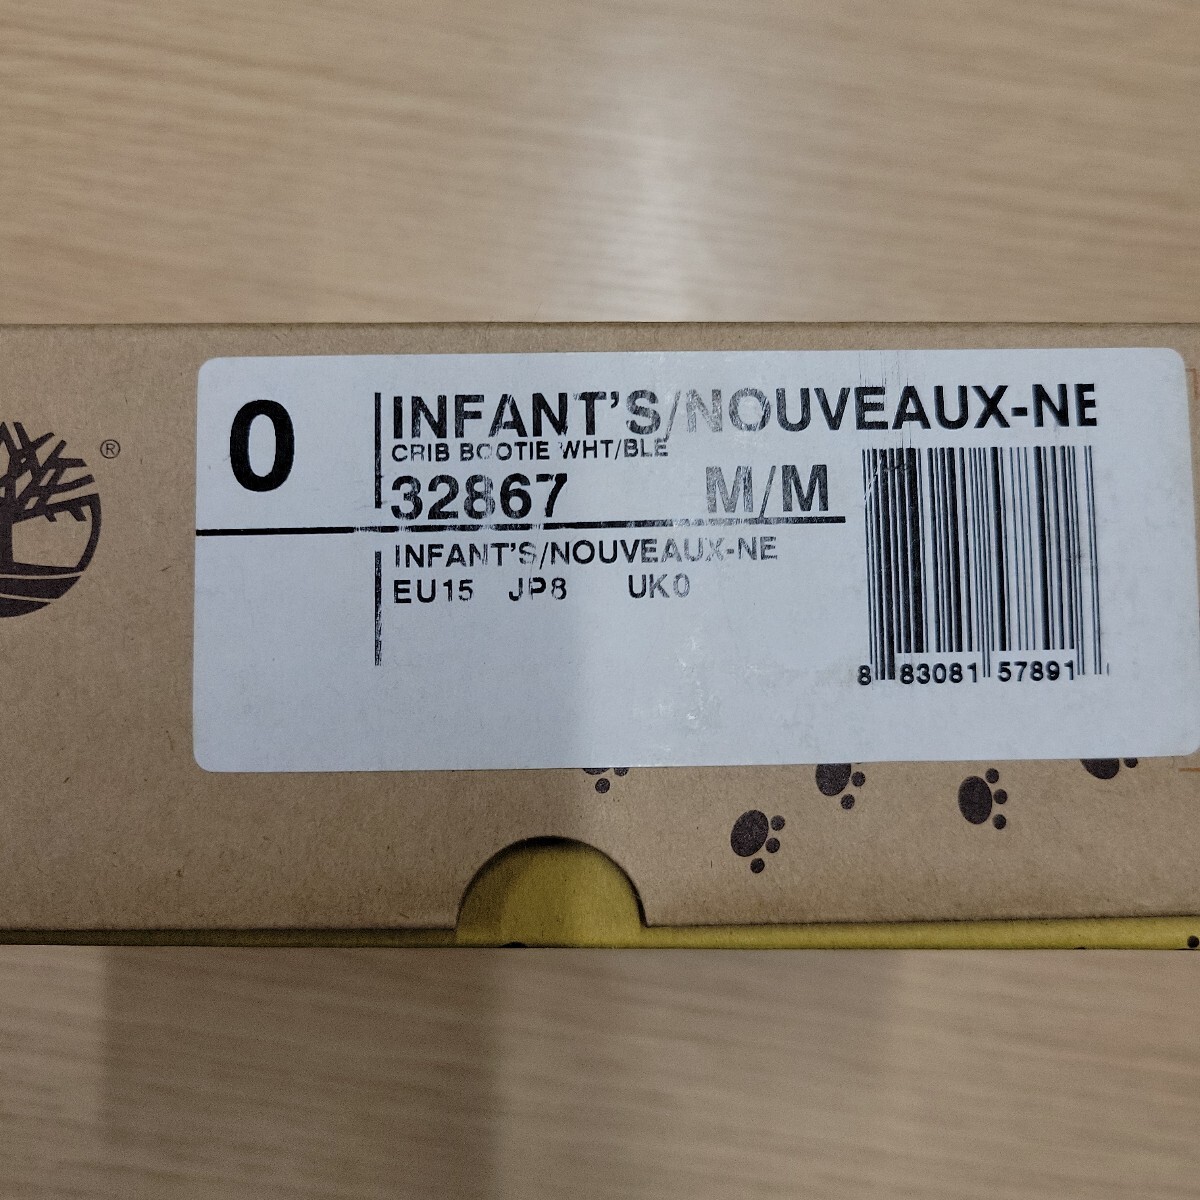 ®
0
INFANT'S/NOUVEAUX-NE
CRIB BOOTIE WHT/BLE
32867 M/M
INFANT'S/NOUVEAUX-NE
EU15 JP8 UK0
8 83081 57891